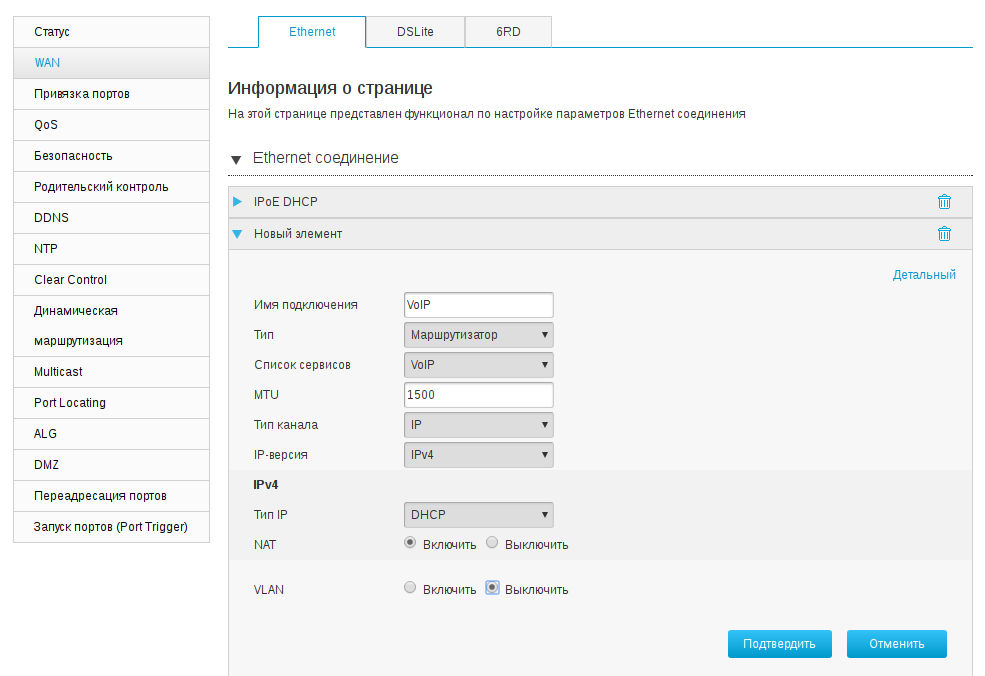 Статус
WAN
Привязка портов
QoS
Безопасность
Родительский контроль
DDNS
NTP
Clear Control
Динамическая
маршрутизация
Multicast
Port Locating
ALG
DMZ
Переадресация портов
Запуск портов (Port Trigger)
Ethernet DSLite 6RD
Информация о странице
На этой странице представлен функционал по настройке параметров Ethernet соединения
Ethernet соединение
IPoE DHCP
Новый элемент
Детальный
Имя подключения VoIP
Тип Маршрутизатор
Список сервисов VoIP
MTU 1500
Тип канала IP
IP-версия IPv4
IPv4
Тип IP DHCP
NAT Включить Выключить
VLAN Включить Выключить
Подтвердить Отменить